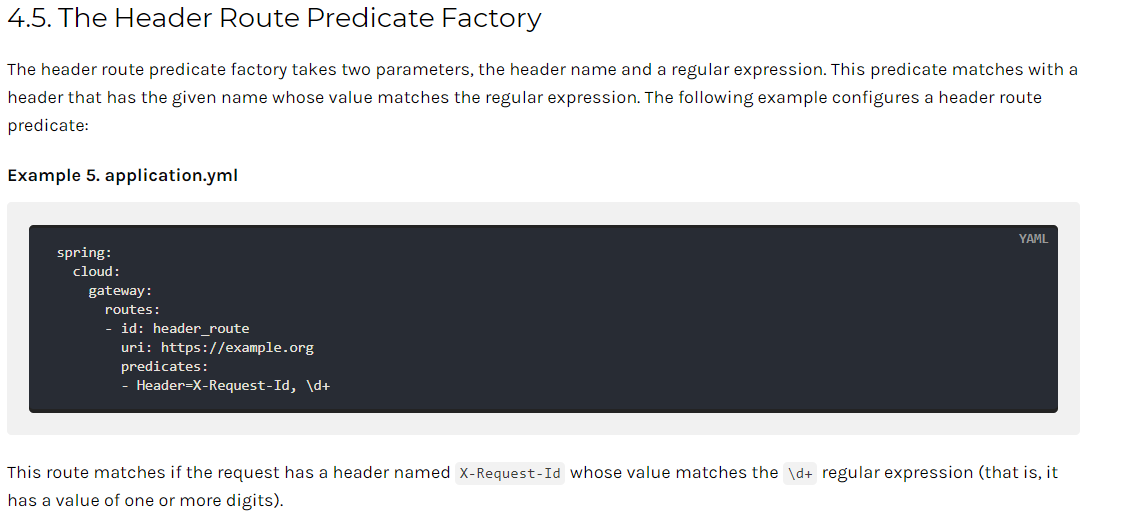 4.5. The Header Route Predicate Factory
The header route predicate factory takes two parameters, the header name and a regular expression. This predicate matches with a
header that has the given name whose value matches the regular expression. The following example configures a header route
predicate:
Example 5. application.yml
YAML
spring:
  cloud:
    gateway:
      routes:
      - id: header_route
        uri: https://example.org
        predicates:
        - Header=X-Request-Id, \d+
This route matches if the request has a header named X-Request-Id whose value matches the \d+ regular expression (that is, it
has a value of one or more digits).